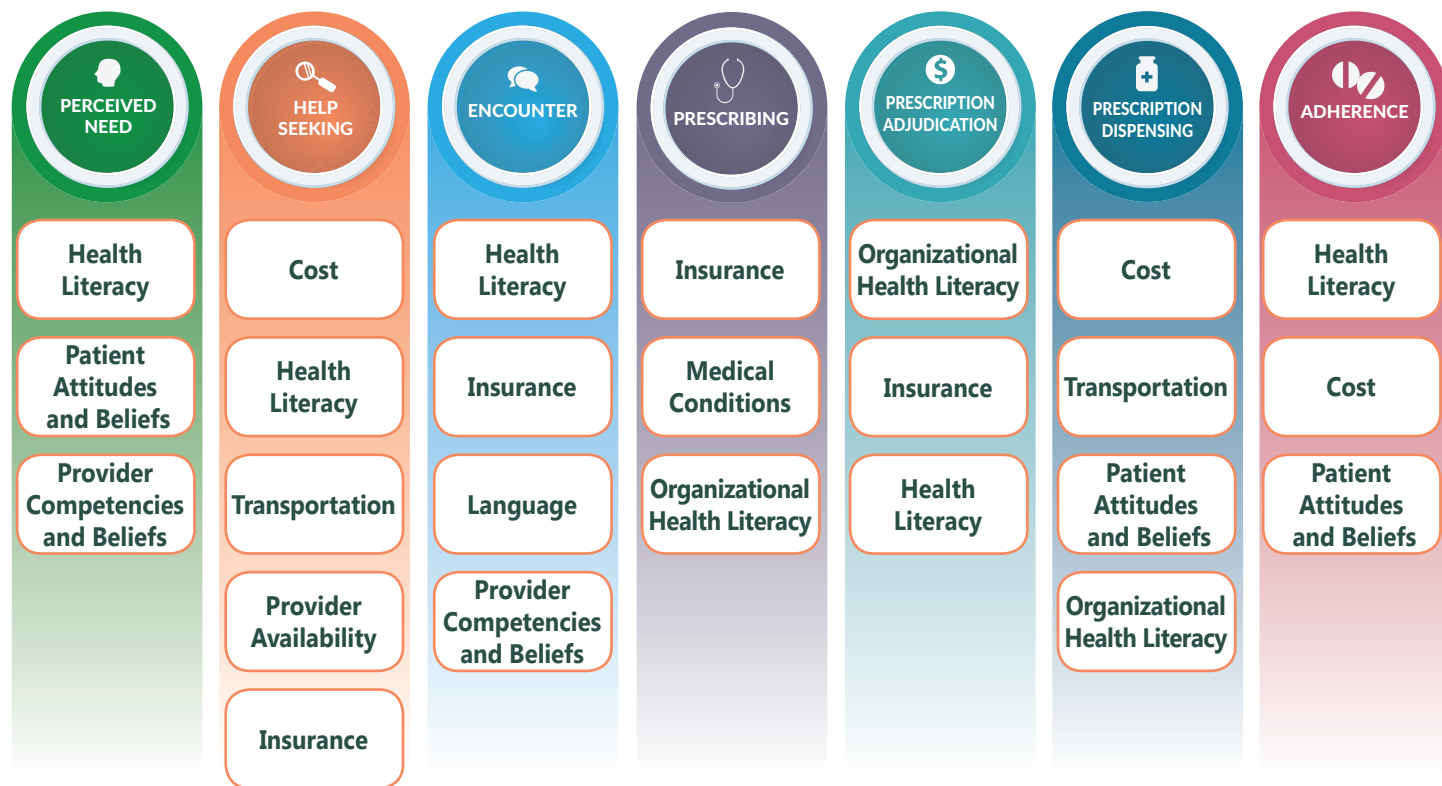 PERCEIVED
NEED
Health
Literacy
Patient
Attitudes
and Beliefs
Provider
Competencies
and Beliefs
HELP
SEEKING
Cost
Health
Literacy
Transportation
Provider
Availability
Insurance
ENCOUNTER
Health
Literacy
Insurance
Language
Provider
Competencies
and Beliefs
PRESCRIBING
Insurance
Medical
Conditions
Organizational
Health Literacy
$
PRESCRIPTION
ADJUDICATION
Organizational
Health Literacy
Insurance
Health
Literacy
PRESCRIPTION
DISPENSING
Cost
Transportation
Patient
Attitudes
and Beliefs
Organizational
Health Literacy
ADHERENCE
Health
Literacy
Cost
Patient
Attitudes
and Beliefs